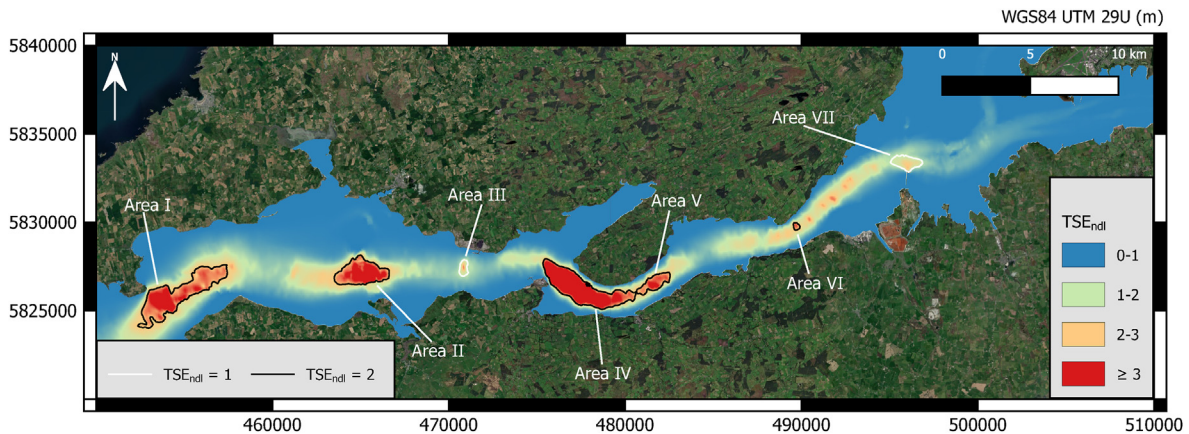 WGS84 UTM 29U (m)
5840000
5835000
5830000
5825000
N
0 5 10 km
Area VII
Area III
Area V
Area I
Area VI
Area II
Area IV
TSEndl
0-1
1-2
2-3
≥ 3
TSEndl = 1 TSEndl = 2
460000 470000 480000 490000 500000 510000